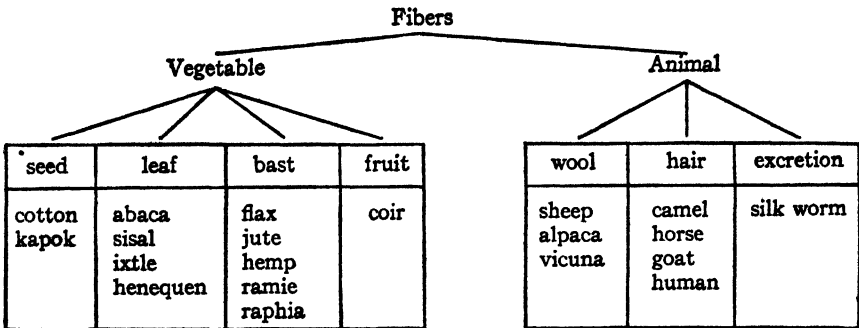 Fibers
Vegetable Animal
seed leaf bast fruit wool hair excretion
cotton abaca flax coir sheep camel silk worm
kapok sisal jute alpaca horse
ixtle hemp vicuna goat
henequen ramie human
raphia